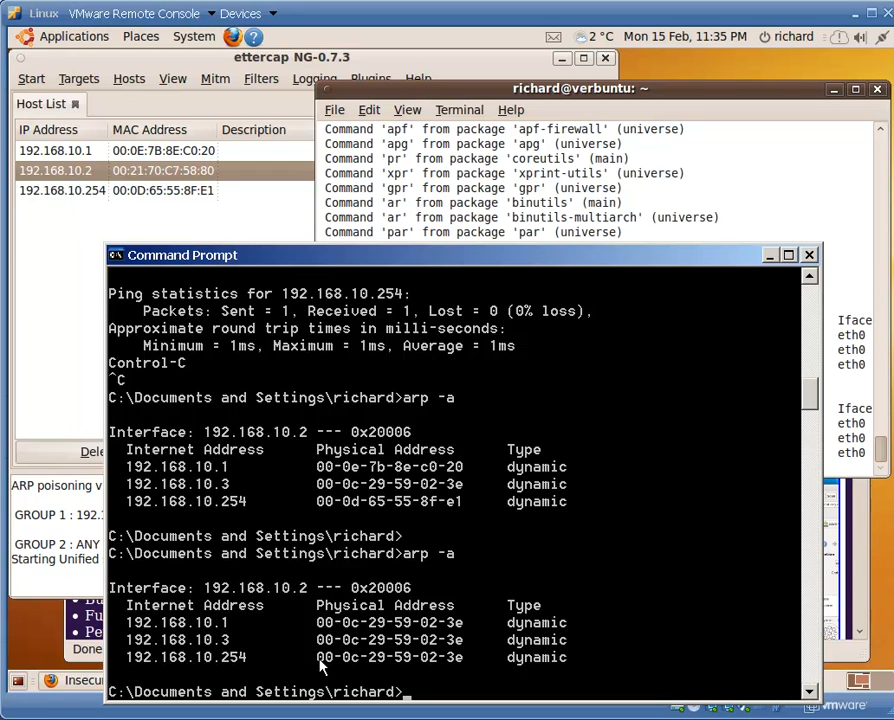 Linux VMware Remote Console Devices
Applications Places System 2 °C Mon 15 Feb, 11:35 PM richard
ettercap NG-0.7.3
Start Targets Hosts View Mitm Filters Logging Plugins Help
Host List
IP Address MAC Address Description
192.168.10.1 00:0E:7B:8E:C0:20
192.168.10.2 00:21:70:C7:58:80
192.168.10.254 00:0D:65:55:8F:E1
Dele
ARP poisoning v
GROUP 1 : 192.1
GROUP 2 : ANY
Starting Unified
richard@verbuntu: ~
File Edit View Terminal Help
Command 'apf' from package 'apf-firewall' (universe)
Command 'apg' from package 'apg' (universe)
Command 'pr' from package 'coreutils' (main)
Command 'xpr' from package 'xprint-utils' (universe)
Command 'gpr' from package 'gpr' (universe)
Command 'ar' from package 'binutils' (main)
Command 'ar' from package 'binutils-multiarch' (universe)
Command 'par' from package 'par' (universe)
Iface
eth0
eth0
eth0
Iface
eth0
eth0
eth0
Command Prompt
Ping statistics for 192.168.10.254:
Packets: Sent = 1, Received = 1, Lost = 0 (0% loss),
Approximate round trip times in milli-seconds:
Minimum = 1ms, Maximum = 1ms, Average = 1ms
Control-C
^C
C:\Documents and Settings\richard>arp -a
Interface: 192.168.10.2 --- 0x20006
Internet Address Physical Address Type
192.168.10.1 00-0e-7b-8e-c0-20 dynamic
192.168.10.3 00-0c-29-59-02-3e dynamic
192.168.10.254 00-0d-65-55-8f-e1 dynamic
C:\Documents and Settings\richard>
C:\Documents and Settings\richard>arp -a
Interface: 192.168.10.2 --- 0x20006
Internet Address Physical Address Type
192.168.10.1 00-0c-29-59-02-3e dynamic
192.168.10.3 00-0c-29-59-02-3e dynamic
192.168.10.254 00-0c-29-59-02-3e dynamic
C:\Documents and Settings\richard>_
Fu
Pe
Done
Insecur
vmware